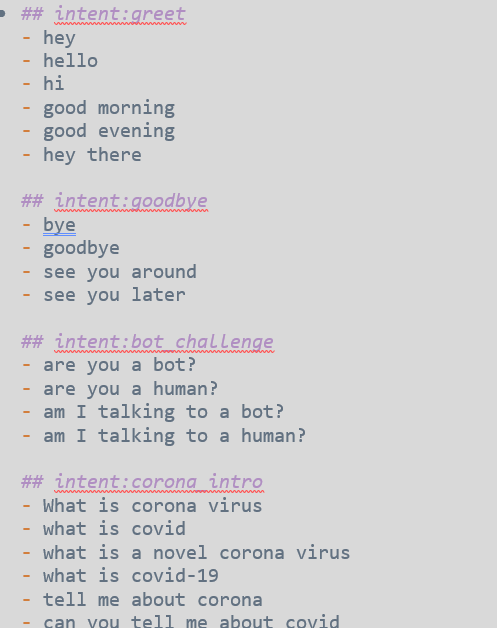 ## intent:greet
- hey
- hello
- hi
- good morning
- good evening
- hey there
## intent:goodbye
- bye
- goodbye
- see you around
- see you later
## intent:bot_challenge
- are you a bot?
- are you a human?
- am I talking to a bot?
- am I talking to a human?
## intent:corona_intro
- What is corona virus
- what is covid
- what is a novel corona virus
- what is covid-19
- tell me about corona
- can you tell me about covid